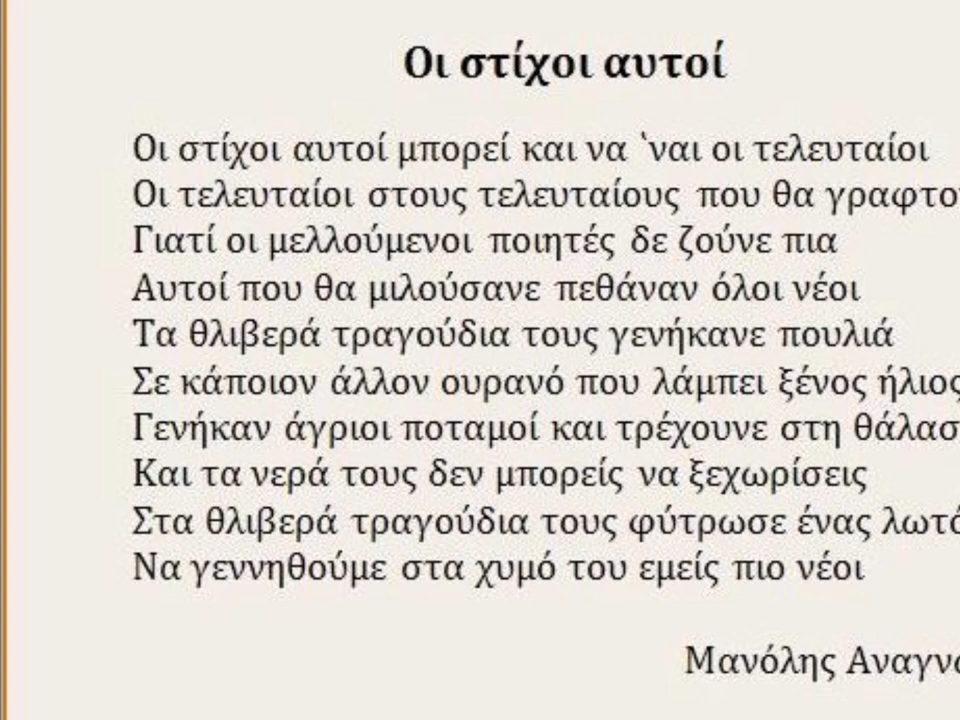 Οι στίχοι αυτοί
Οι στίχοι αυτοί μπορεί και να ‛ναι οι τελευταίοι
Οι τελευταίοι στους τελευταίους που θα
Γιατί οι μελλούμενοι ποιητές δε ζούνε πια
Αυτοί που θα μιλούσανε πεθάναν όλοι νέοι
Τα θλιβερά τραγούδια τους γενήκανε πουλιά
Σε κάποιον άλλον ουρανό που λάμπει ξένος ήλιος
Γενήκαν άγριοι ποταμοί και τρέχουνε στη
Και τα νερά τους δεν μπορείς να ξεχωρίσεις
Στα θλιβερά τραγούδια τους φύτρωσε ένας
Να γεννηθούμε στα χυμό του εμείς πιο νέοι
Μανόλης